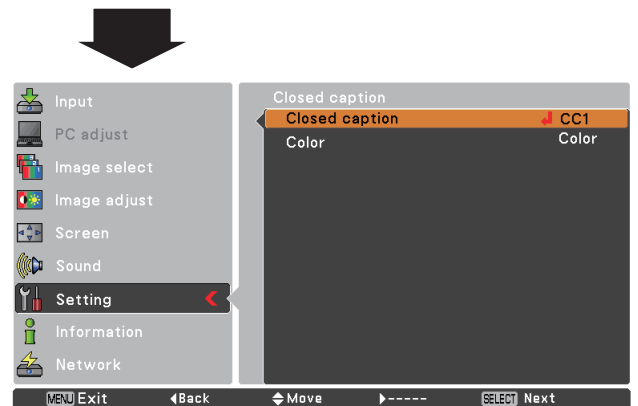 Input
PC adjust
Image select
Image adjust
Screen
Sound
Setting
Information
Network
Closed caption
Closed caption CC1
Color Color
MENU Exit Back Move ----- SELECT Next